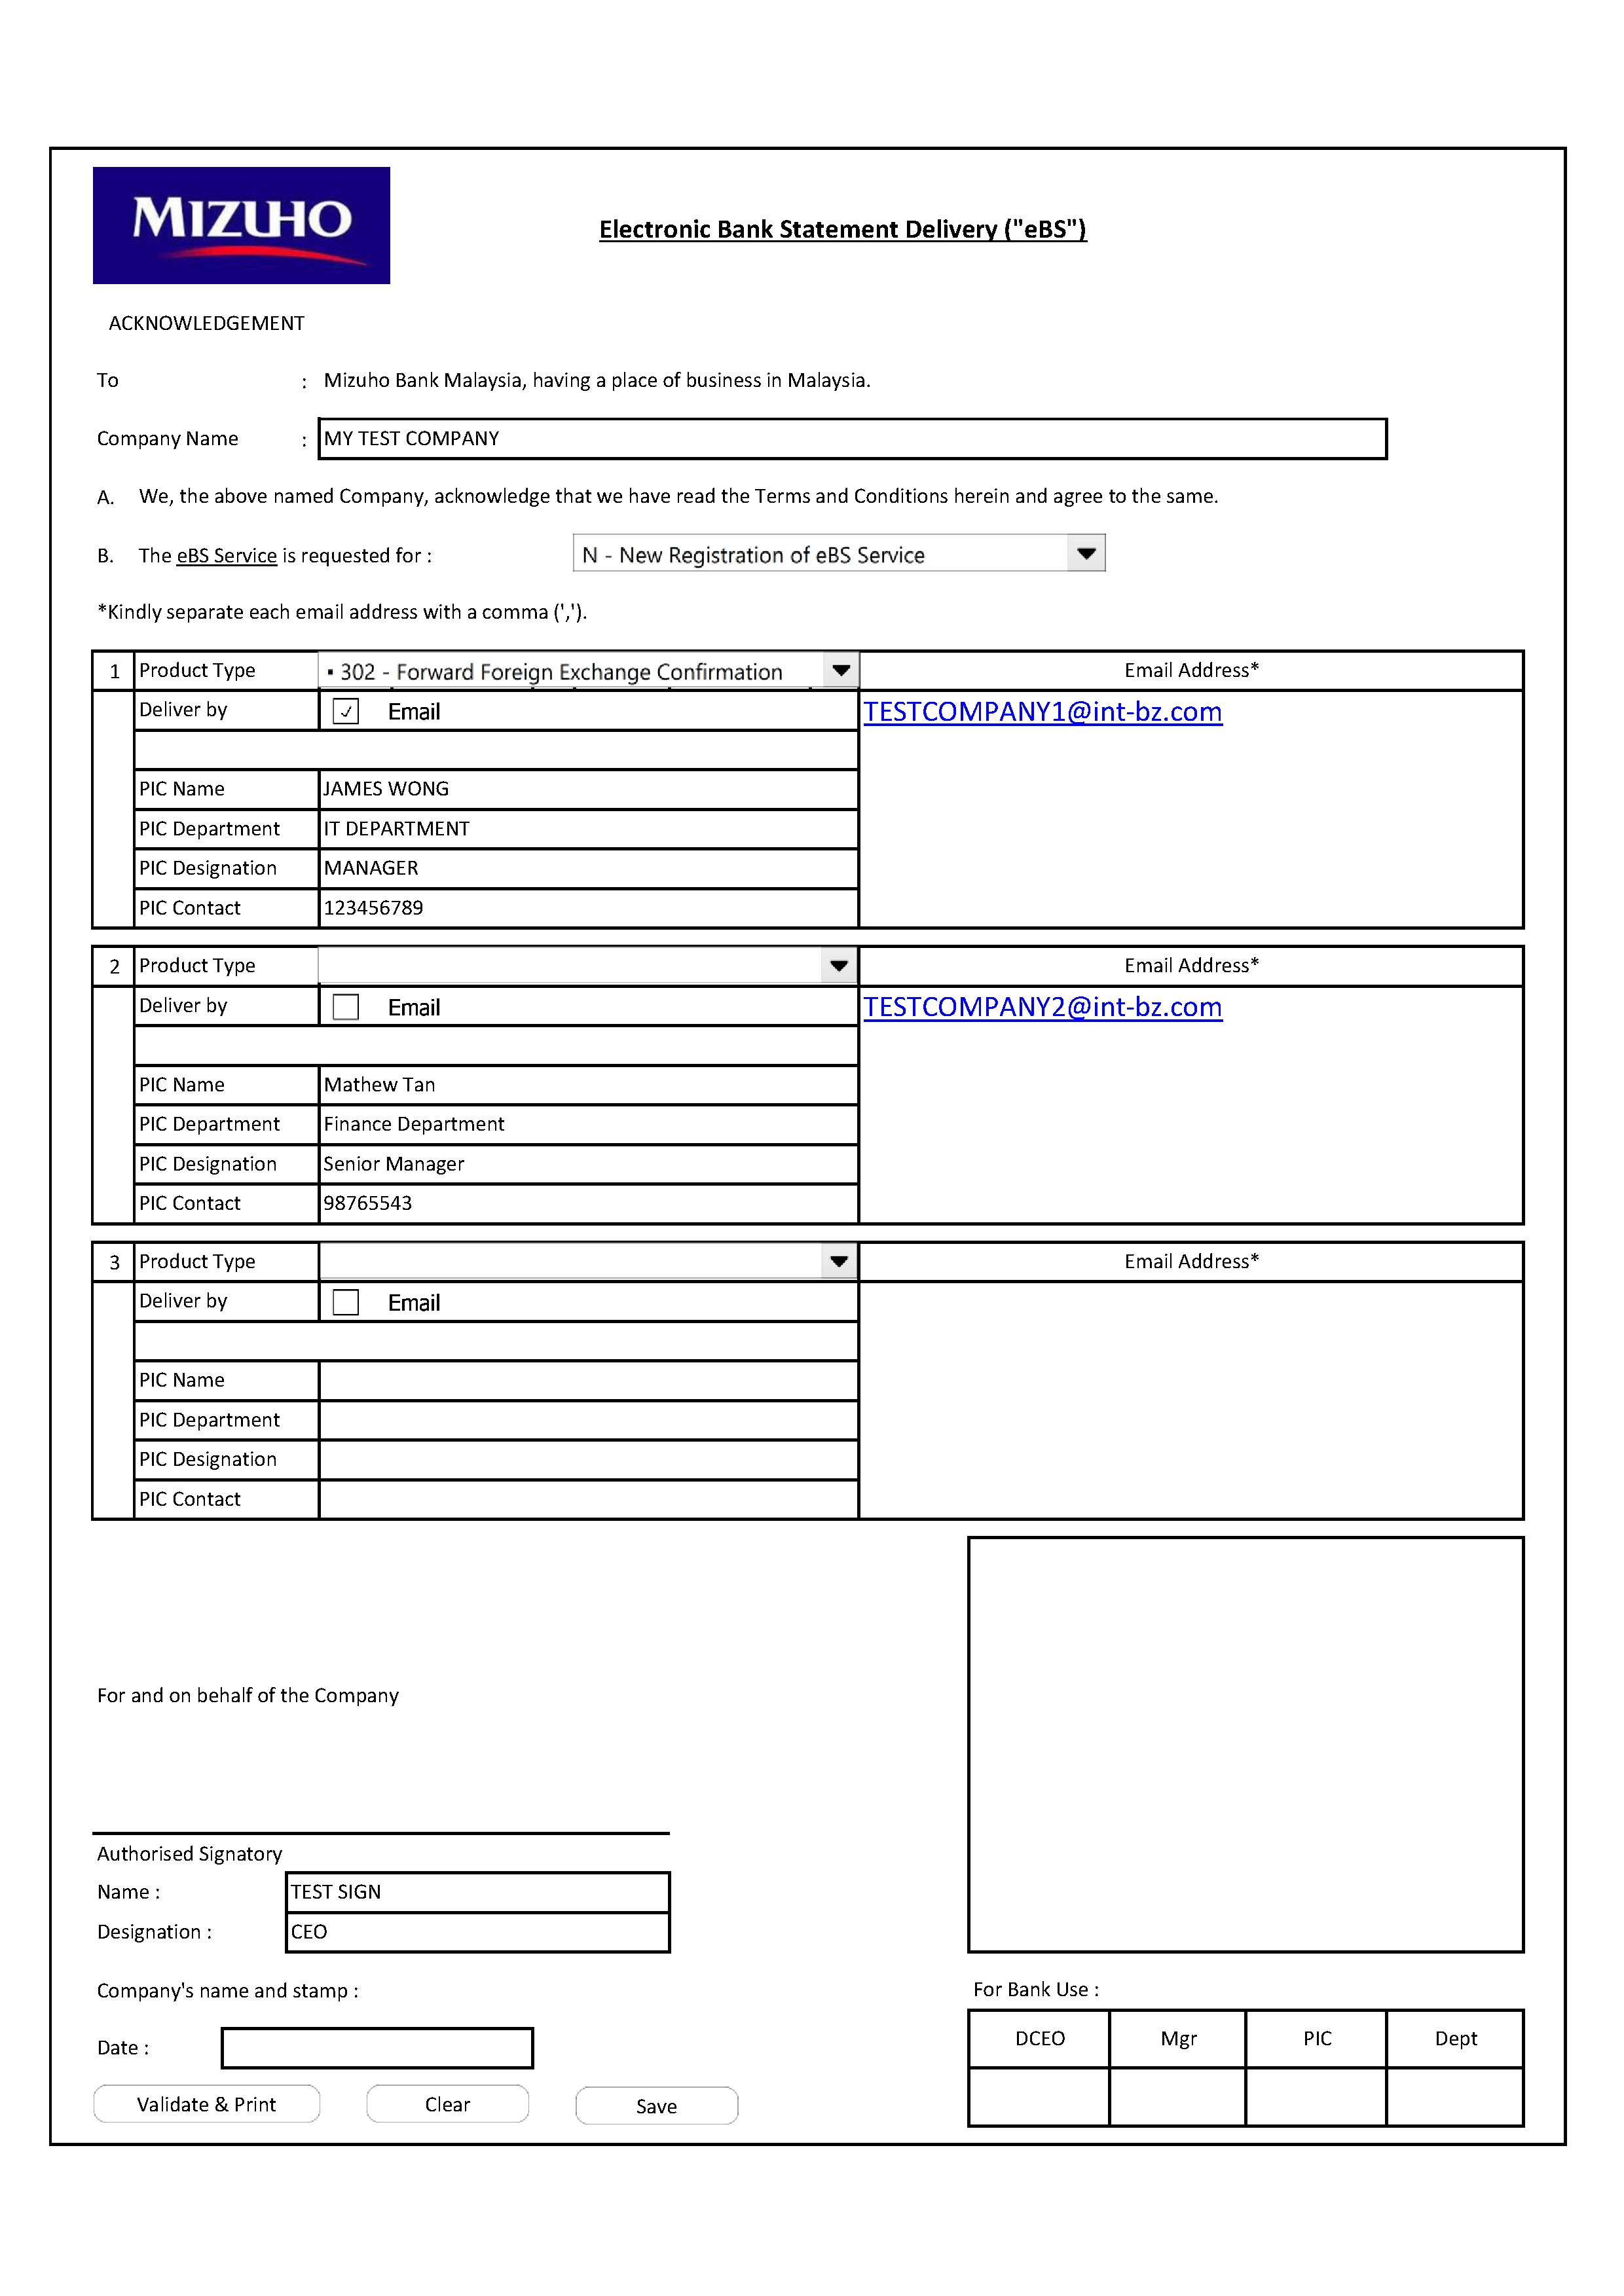 MIZUHO
Electronic Bank Statement Delivery ("eBS")
ACKNOWLEDGEMENT
To : Mizuho Bank Malaysia, having a place of business in Malaysia.
Company Name : MY TEST COMPANY
A. We, the above named Company, acknowledge that we have read the Terms and Conditions herein and agree to the same.
B. The eBS Service is requested for : N - New Registration of eBS Service
*Kindly separate each email address with a comma (',').
1 Product Type ▪ 302 - Forward Foreign Exchange Confirmation Email Address*
Deliver by ✓ Email TESTCOMPANY1@int-bz.com
PIC Name JAMES WONG
PIC Department IT DEPARTMENT
PIC Designation MANAGER
PIC Contact 123456789
2 Product Type Email Address*
Deliver by Email TESTCOMPANY2@int-bz.com
PIC Name Mathew Tan
PIC Department Finance Department
PIC Designation Senior Manager
PIC Contact 98765543
3 Product Type Email Address*
Deliver by Email
PIC Name
PIC Department
PIC Designation
PIC Contact
For and on behalf of the Company
Authorised Signatory
Name : TEST SIGN
Designation : CEO
Company's name and stamp :
For Bank Use :
DCEO Mgr PIC Dept
Date :
Validate & Print Clear Save